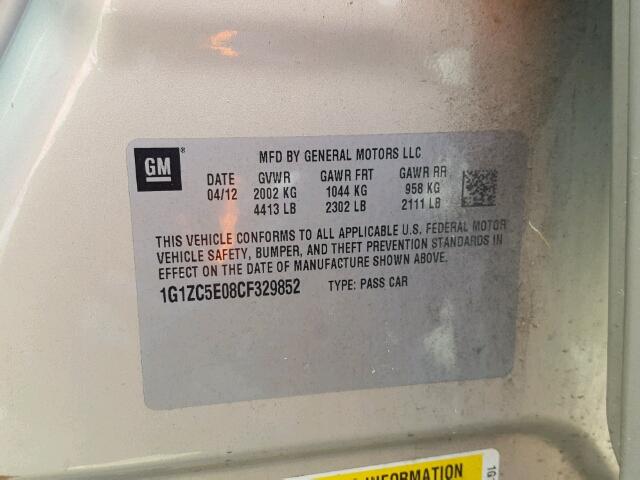 GM ®
MFD BY GENERAL MOTORS LLC
DATE GVWR GAWR FRT GAWR RR
04/12 2002 KG 1044 KG 958 KG
4413 LB 2302 LB 2111 LB
THIS VEHICLE CONFORMS TO ALL APPLICABLE U.S. FEDERAL MOTOR
VEHICLE SAFETY, BUMPER, AND THEFT PREVENTION STANDARDS IN
EFFECT ON THE DATE OF MANUFACTURE SHOWN ABOVE.
1G1ZC5E08CF329852 TYPE: PASS CAR
INFORMATION
1G